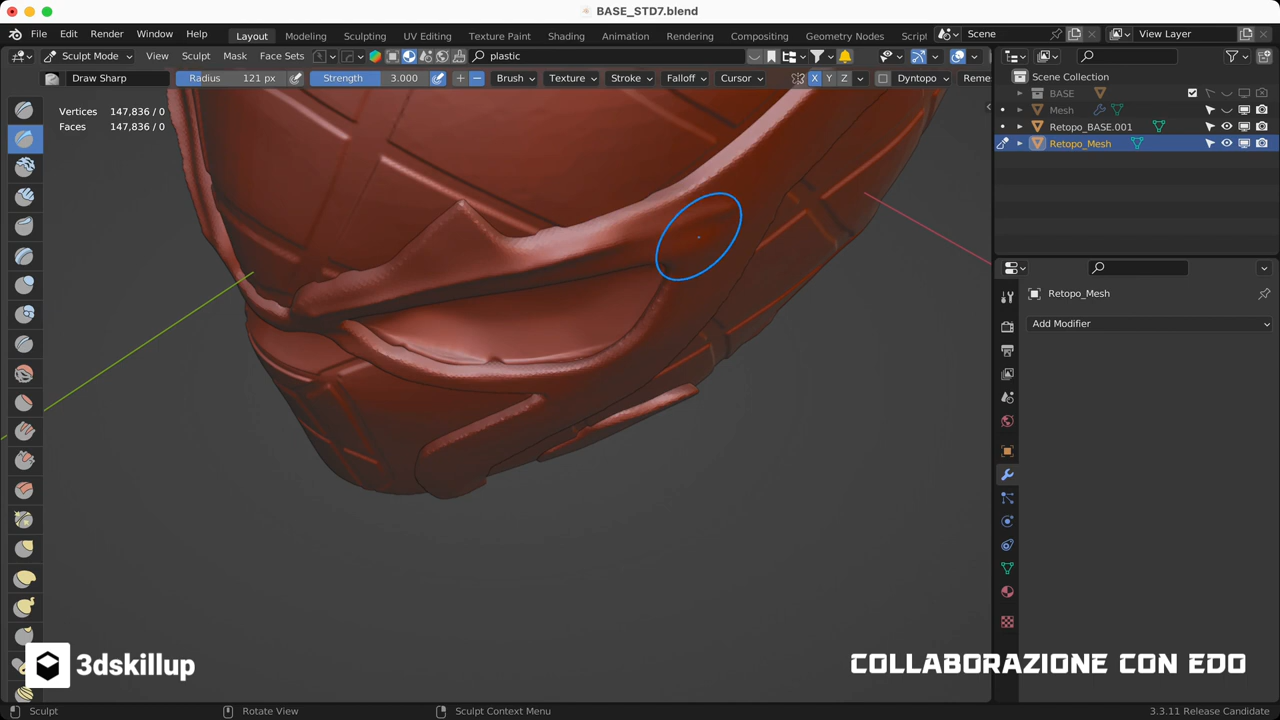 BASE_STD7.blend
File Edit Render Window Help Layout Modeling Sculpting UV Editing Texture Paint Shading Animation Rendering Compositing Geometry Nodes Script Scene View Layer
Sculpt Mode View Sculpt Mask Face Sets plastic
Draw Sharp Radius 121 px Strength 3.000 Brush Texture Stroke Falloff Cursor X Y Z Dyntopo Reme
Scene Collection
BASE
Mesh
Retopo_BASE.001
Retopo_Mesh
Vertices 147,836 / 0
Faces 147,836 / 0
Retopo_Mesh
Add Modifier
3dskillup
COLLABORAZIONE CON EDO
Sculpt Rotate View Sculpt Context Menu 3.3.11 Release Candidate